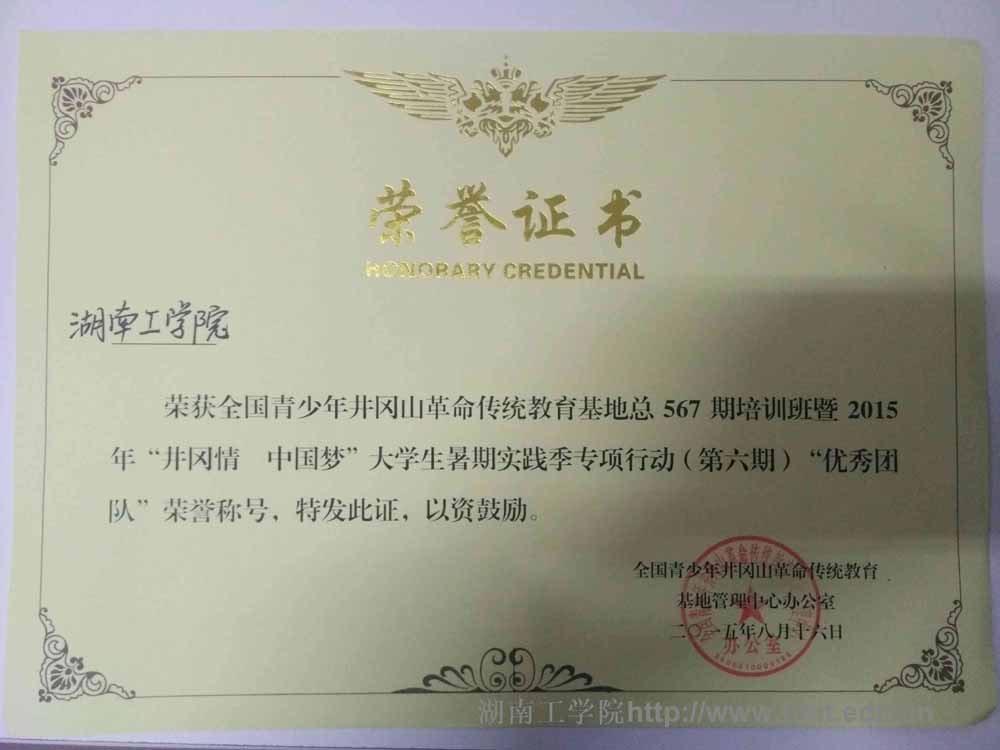 荣誉证书
HONORARY CREDENTIAL
湖南工学院
荣获全国青少年井冈山革命传统教育基地总 567 期培训班暨 2015
年“井冈情　中国梦”大学生暑期实践季专项行动（第六期）“优秀团
队”荣誉称号，特发此证，以资鼓励。
全国青少年井冈山革命传统教育
基地管理中心办公室
二〇一五年八月十六日
办公室
湖南工学院http://www.hnit.edu.cn